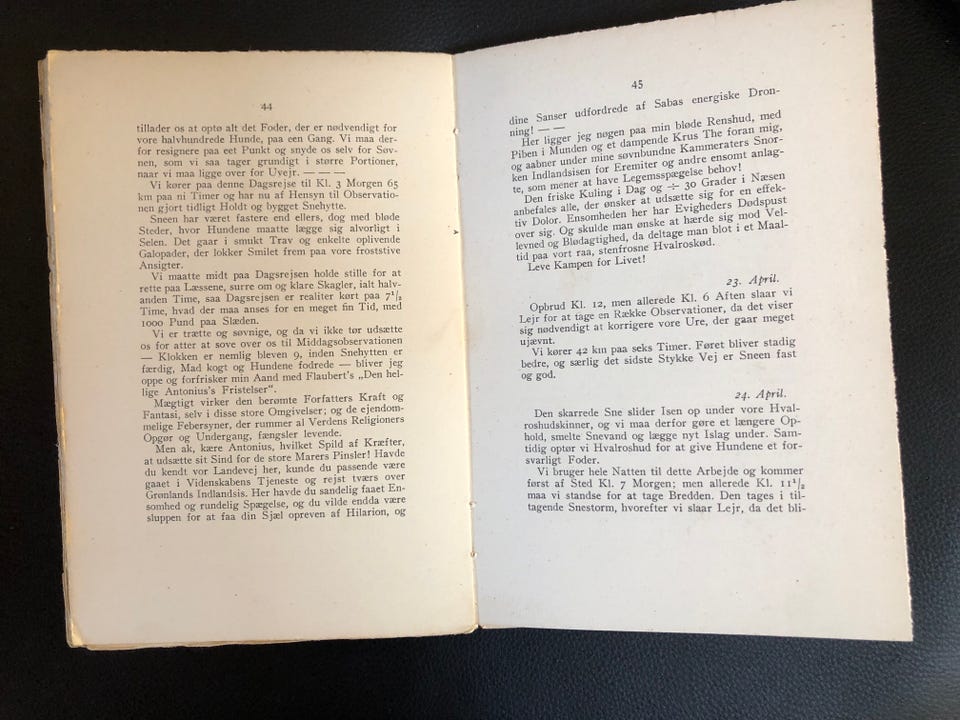 44
tillader os at optø alt det Foder, der er nødvendigt for
vore halvhundrede Hunde, paa een Gang. Vi maa der-
for resignere paa eet Punkt og snyde os selv for Søv-
nen, som vi saa tager grundigt i større Portioner,
naar vi maa ligge over for Uvejr. — — —
Vi kører paa denne Dagsrejse til Kl. 3 Morgen 65
km paa ni Timer og har nu af Hensyn til Observatio-
nen gjort tidligt Holdt og bygget Snehytte.
Sneen har været fastere end ellers, dog med bløde
Steder, hvor Hundene maatte lægge sig alvorligt i
Selen. Det gaar i smukt Trav og enkelte oplivende
Galopader, der lokker Smilet frem paa vore froststive
Ansigter.
Vi maatte midt paa Dagsrejsen holde stille for at
rette paa Læssene, surre om og klare Skagler, ialt halv-
anden Time, saa Dagsrejsen er realiter kørt paa 7 1/2
Time, hvad der maa anses for en meget fin Tid, med
1000 Pund paa Slæden.
Vi er trætte og søvnige, og da vi ikke tør udsætte
os for atter at sove over os til Middagsobservationen
— Klokken er nemlig bleven 9, inden Snehytten er
færdig, Mad kogt og Hundene fodrede — bliver jeg
oppe og forfrisker min Aand med Flaubert's „Den hel-
lige Antonius's Fristelser“.
Mægtigt virker den berømte Forfatters Kraft og
Fantasi, selv i disse store Omgivelser; og de ejendom-
melige Febersyner, der rummer al Verdens Religioners
Opgør og Undergang, fængsler levende.
Men ak, kære Antonius, hvilket Spild af Kræfter,
at udsætte sit Sind for de store Marers Pinsler! Havde
du kendt vor Landevej her, kunde du passende være
gaaet i Videnskabens Tjeneste og rejst tværs over
Grønlands Indlandsis. Her havde du sandelig faaet En-
somhed og rundelig Spægelse, og du vilde endda være
sluppen for at faa din Sjæl opreven af Hilarion, og
45
dine Sanser udfordrede af Sabas energiske Dron-
ning! — —
Her ligger jeg nøgen paa min bløde Renshud, med
Piben i Munden og et dampende Krus The foran mig,
og aabner under mine søvnbundne Kammeraters Snor-
ken Indlandsisen for Eremiter og andre ensomt anlag-
te, som mener at have Legemsspægelse behov!
Den friske Kuling i Dag og ÷ 30 Grader i Næsen
anbefales alle, der ønsker at udsætte sig for en effek-
tiv Dolor. Ensomheden her har Evigheders Dødspust
over sig. Og skulde man ønske at hærde sig mod Vel-
levned og Blødagtighed, da deltage man blot i et Maal-
tid paa vort raa, stenfrosne Hvalroskød.
Leve Kampen for Livet!
23. April.
Opbrud Kl. 12, men allerede Kl. 6 Aften slaar vi
Lejr for at tage en Række Observationer, da det viser
sig nødvendigt at korrigere vore Ure, der gaar meget
ujævnt.
Vi kører 42 km paa seks Timer. Føret bliver stadig
bedre, og særlig det sidste Stykke Vej er Sneen fast
og god.
24. April.
Den skarrede Sne slider Isen op under vore Hval-
roshudskinner, og vi maa derfor gøre et længere Op-
hold, smelte Snevand og lægge nyt Islag under. Sam-
tidig optør vi Hvalroshud for at give Hundene et for-
svarligt Foder.
Vi bruger hele Natten til dette Arbejde og kommer
først af Sted Kl. 7 Morgen; men allerede Kl. 11 1/2
maa vi standse for at tage Bredden. Den tages i til-
tagende Snestorm, hvorefter vi slaar Lejr, da det bli-